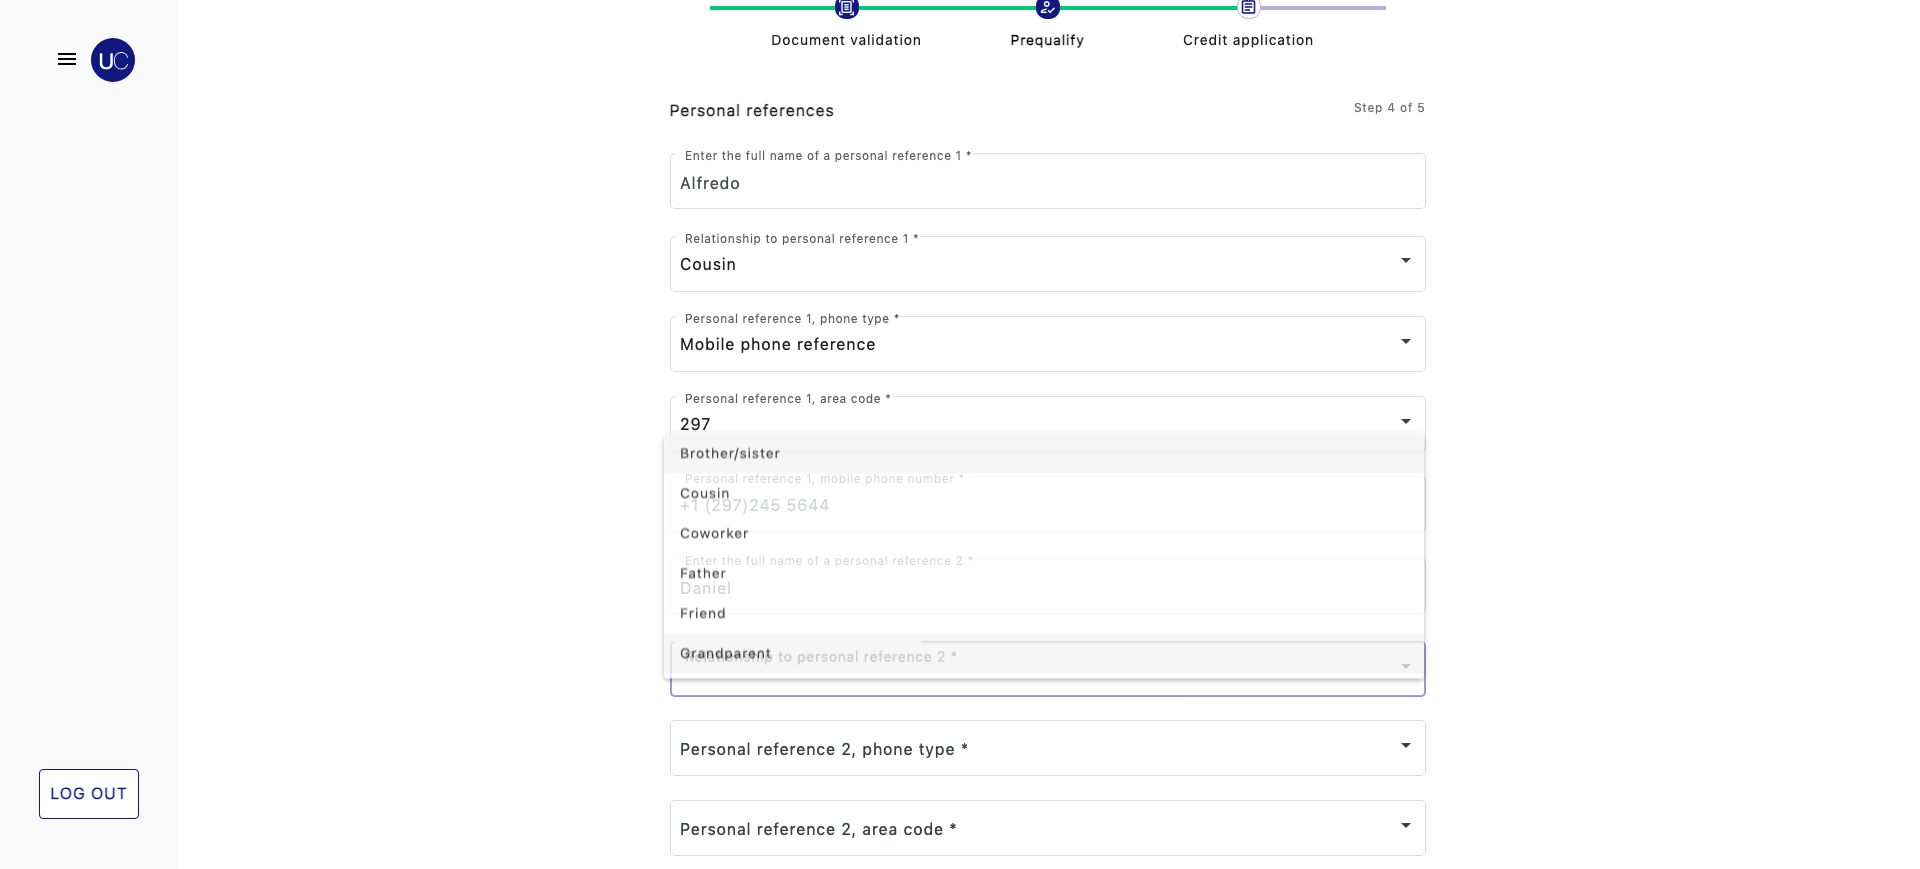 Document validation
Prequalify
Credit application
UC
Personal references
Step 4 of 5
Enter the full name of a personal reference 1 *
Alfredo
Relationship to personal reference 1 *
Cousin
Personal reference 1, phone type *
Mobile phone reference
Personal reference 1, area code *
297
Brother/sister
Personal reference 1, mobile phone number *
Cousin
+1 (297)245 5644
Coworker
Enter the full name of a personal reference 2 *
Father
Daniel
Friend
Grandparent
Relationship to personal reference 2 *
Personal reference 2, phone type *
LOG OUT
Personal reference 2, area code *